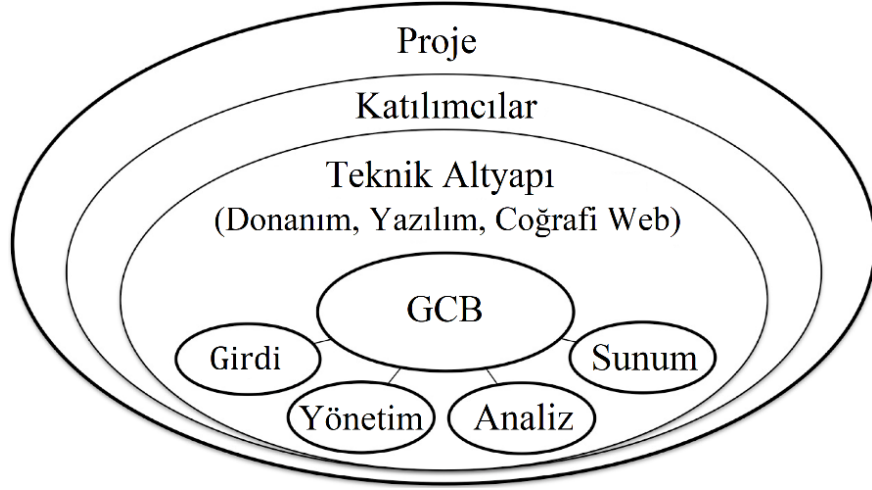 Proje
Katılımcılar
Teknik Altyapı
(Donanım, Yazılım, Coğrafi Web)
GCB
Girdi
Sunum
Yönetim
Analiz